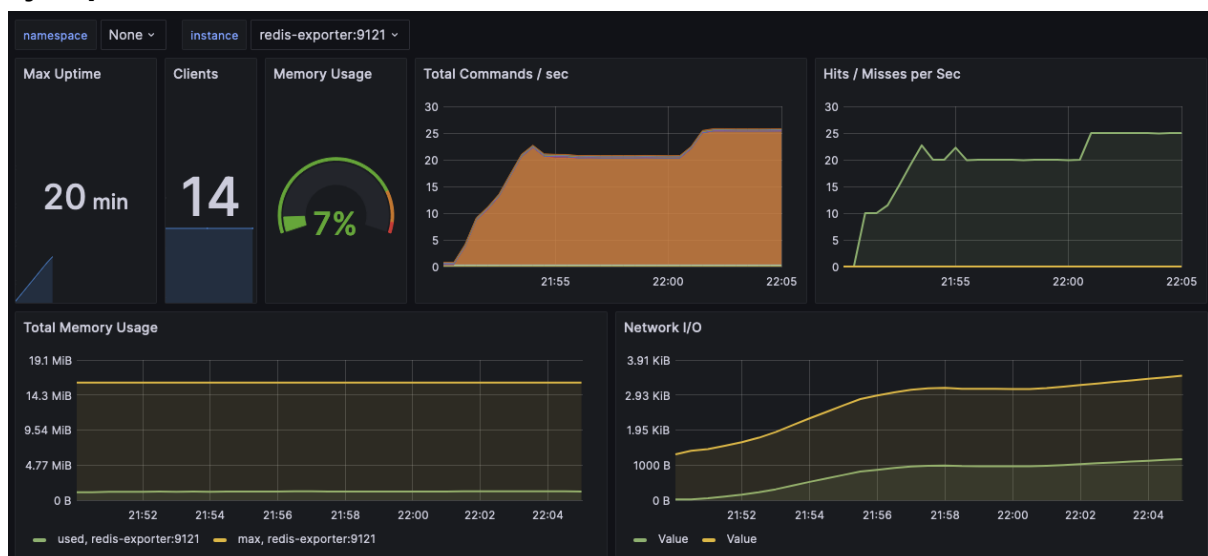 namespace None instance redis-exporter:9121
Max Uptime
20 min
Clients
14
Memory Usage
7%
Total Commands / sec
30
25
20
15
10
5
0
21:55 22:00 22:05
Hits / Misses per Sec
30
25
20
15
10
5
0
21:55 22:00 22:05
Total Memory Usage
19.1 MiB
14.3 MiB
9.54 MiB
4.77 MiB
0 B
21:52 21:54 21:56 21:58 22:00 22:02 22:04
used, redis-exporter:9121 max, redis-exporter:9121
Network I/O
3.91 KiB
2.93 KiB
1.95 KiB
1000 B
0 B
21:52 21:54 21:56 21:58 22:00 22:02 22:04
Value Value